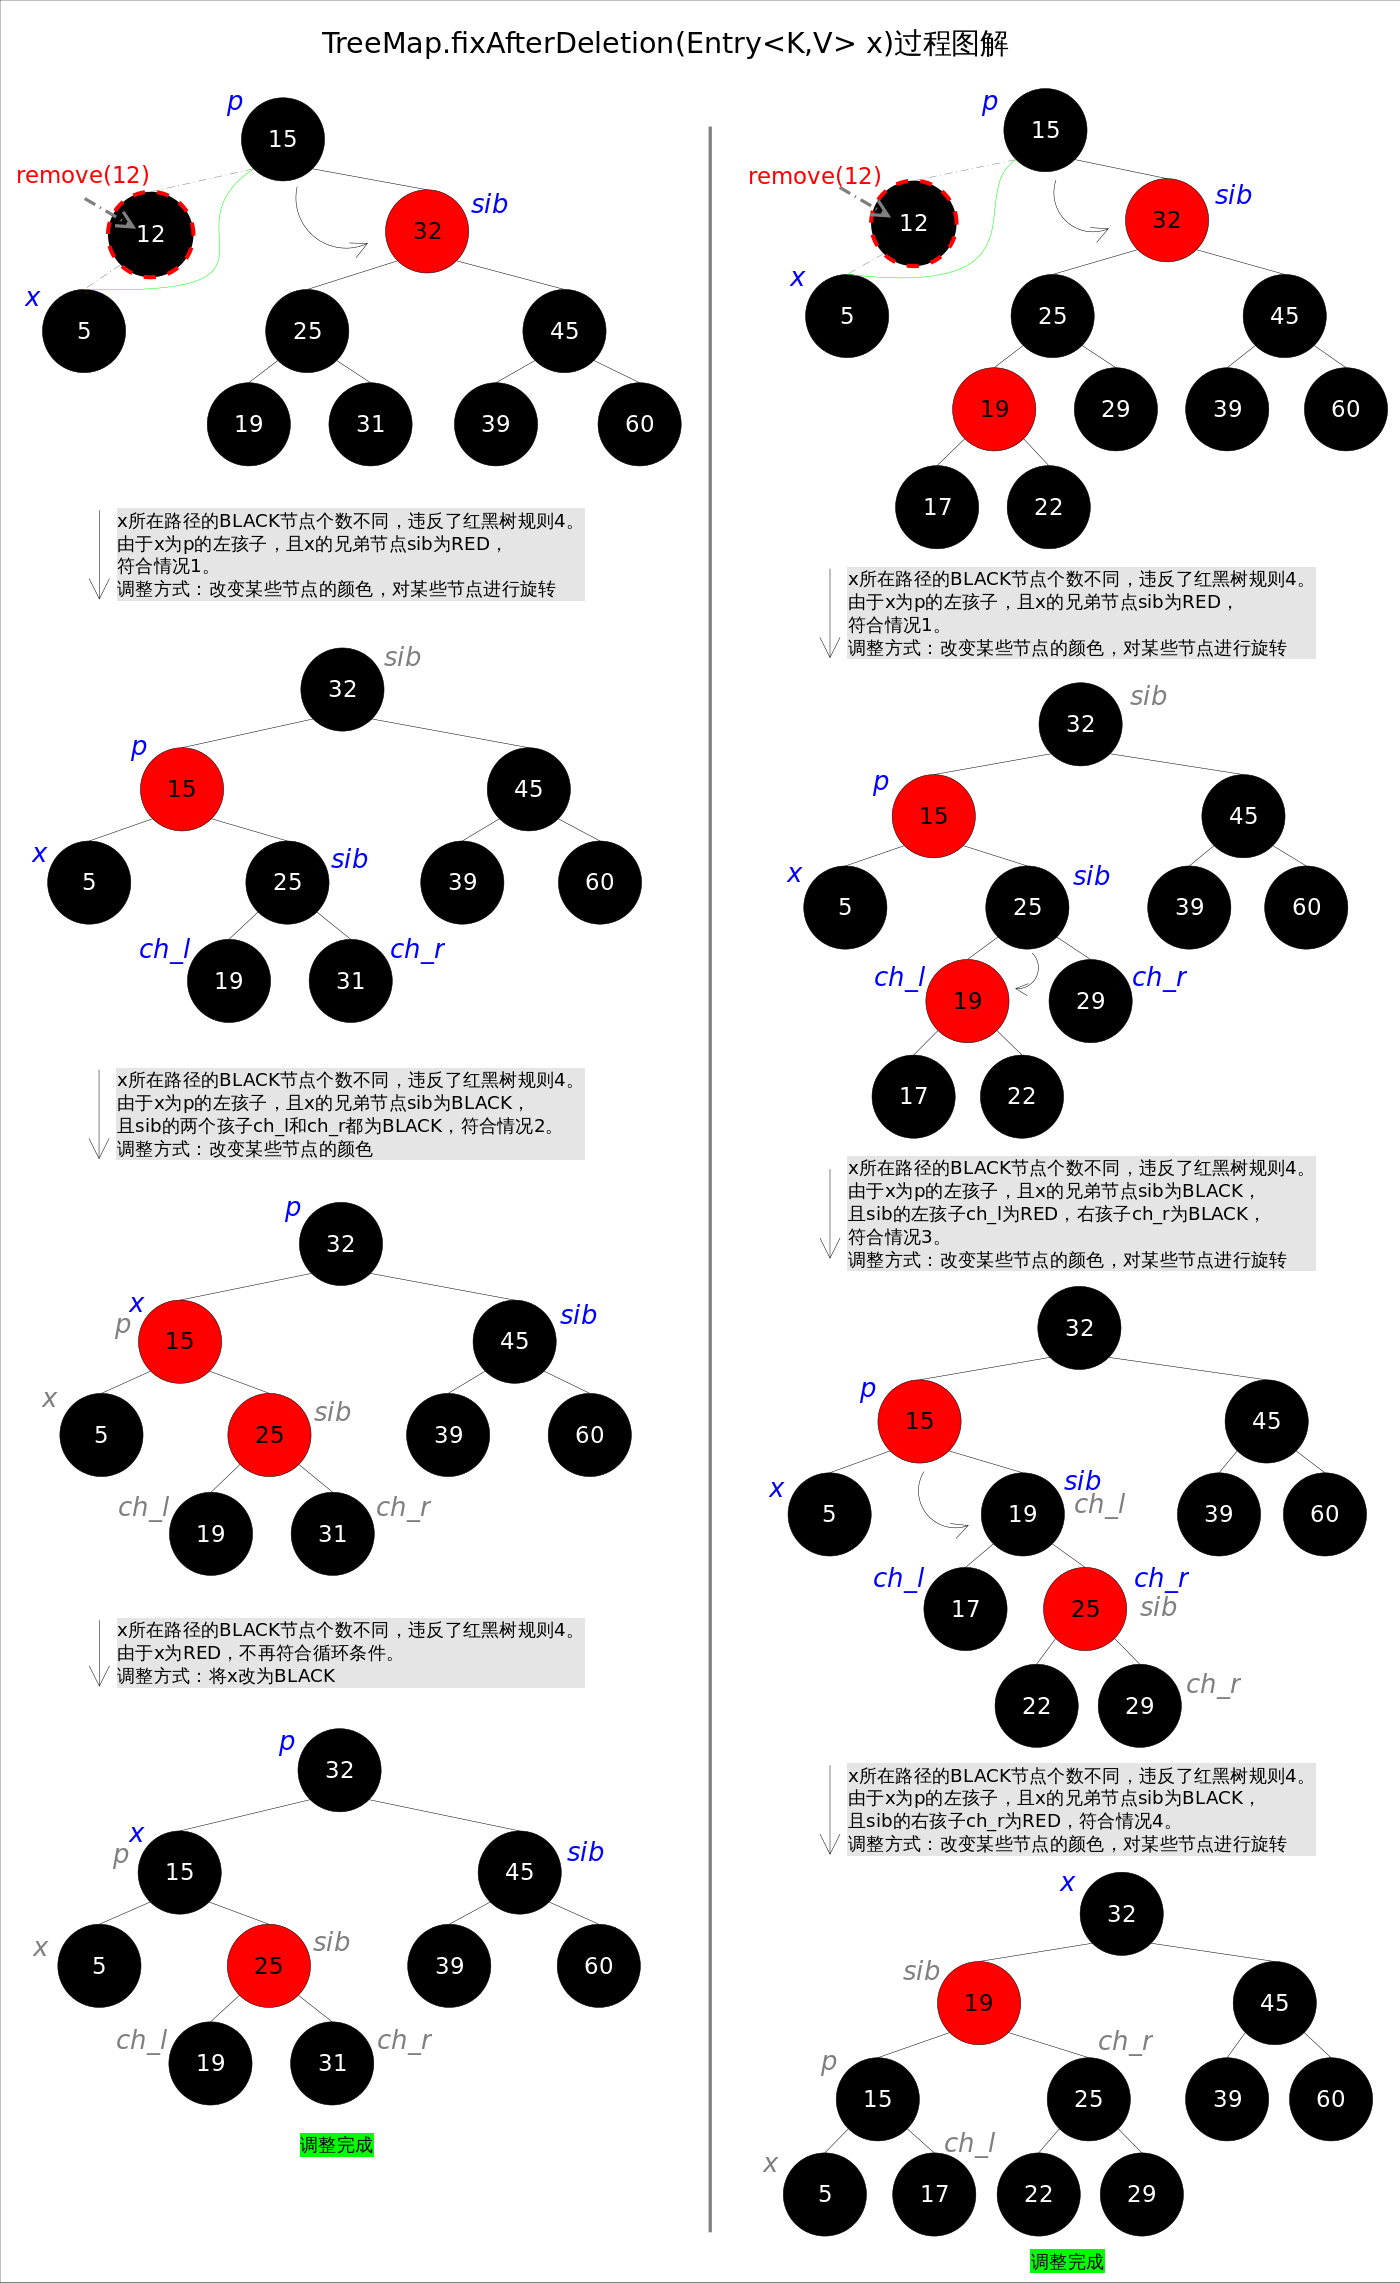 TreeMap.fixAfterDeletion(Entry<K,V> x)过程图解
p
15
remove(12)
12
sib
32
x
5
25
45
19
31
39
60
x所在路径的BLACK节点个数不同，违反了红黑树规则4。
由于x为p的左孩子，且x的兄弟节点sib为RED，
符合情况1。
调整方式：改变某些节点的颜色，对某些节点进行旋转
sib
32
p
15
45
x
5
25
sib
39
60
ch_l
19
31
ch_r
x所在路径的BLACK节点个数不同，违反了红黑树规则4。
由于x为p的左孩子，且x的兄弟节点sib为BLACK，
且sib的两个孩子ch_l和ch_r都为BLACK，符合情况2。
调整方式：改变某些节点的颜色
p
32
x
p
15
45
sib
x
5
25
sib
39
60
ch_l
19
31
ch_r
x所在路径的BLACK节点个数不同，违反了红黑树规则4。
由于x为RED，不再符合循环条件。
调整方式：将x改为BLACK
p
32
x
p
15
45
sib
x
5
25
sib
39
60
ch_l
19
31
ch_r
调整完成
p
15
remove(12)
12
sib
32
x
5
25
45
19
29
39
60
17
22
x所在路径的BLACK节点个数不同，违反了红黑树规则4。
由于x为p的左孩子，且x的兄弟节点sib为RED，
符合情况1。
调整方式：改变某些节点的颜色，对某些节点进行旋转
sib
32
p
15
45
x
5
25
sib
39
60
ch_l
19
29
ch_r
17
22
x所在路径的BLACK节点个数不同，违反了红黑树规则4。
由于x为p的左孩子，且x的兄弟节点sib为BLACK，
且sib的左孩子ch_l为RED，右孩子ch_r为BLACK，
符合情况3。
调整方式：改变某些节点的颜色，对某些节点进行旋转
32
p
15
45
x
5
19
sib
ch_l
39
60
ch_l
17
25
ch_r
sib
22
29
ch_r
x所在路径的BLACK节点个数不同，违反了红黑树规则4。
由于x为p的左孩子，且x的兄弟节点sib为BLACK，
且sib的右孩子ch_r为RED，符合情况4。
调整方式：改变某些节点的颜色，对某些节点进行旋转
x
32
sib
19
45
p
15
25
ch_r
39
60
x
5
17
ch_l
22
29
调整完成